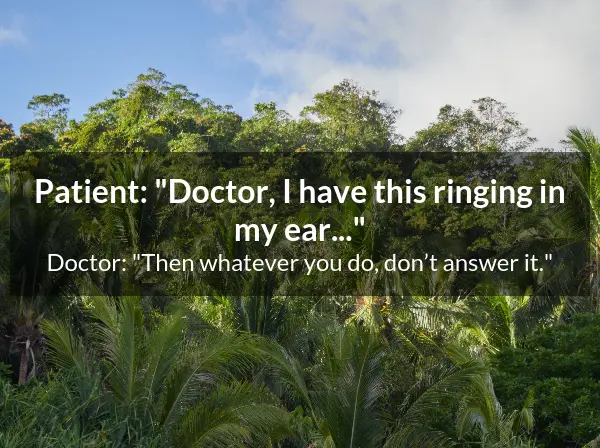 Patient: "Doctor, I have this ringing in
my ear..."
Doctor: "Then whatever you do, don’t answer it."